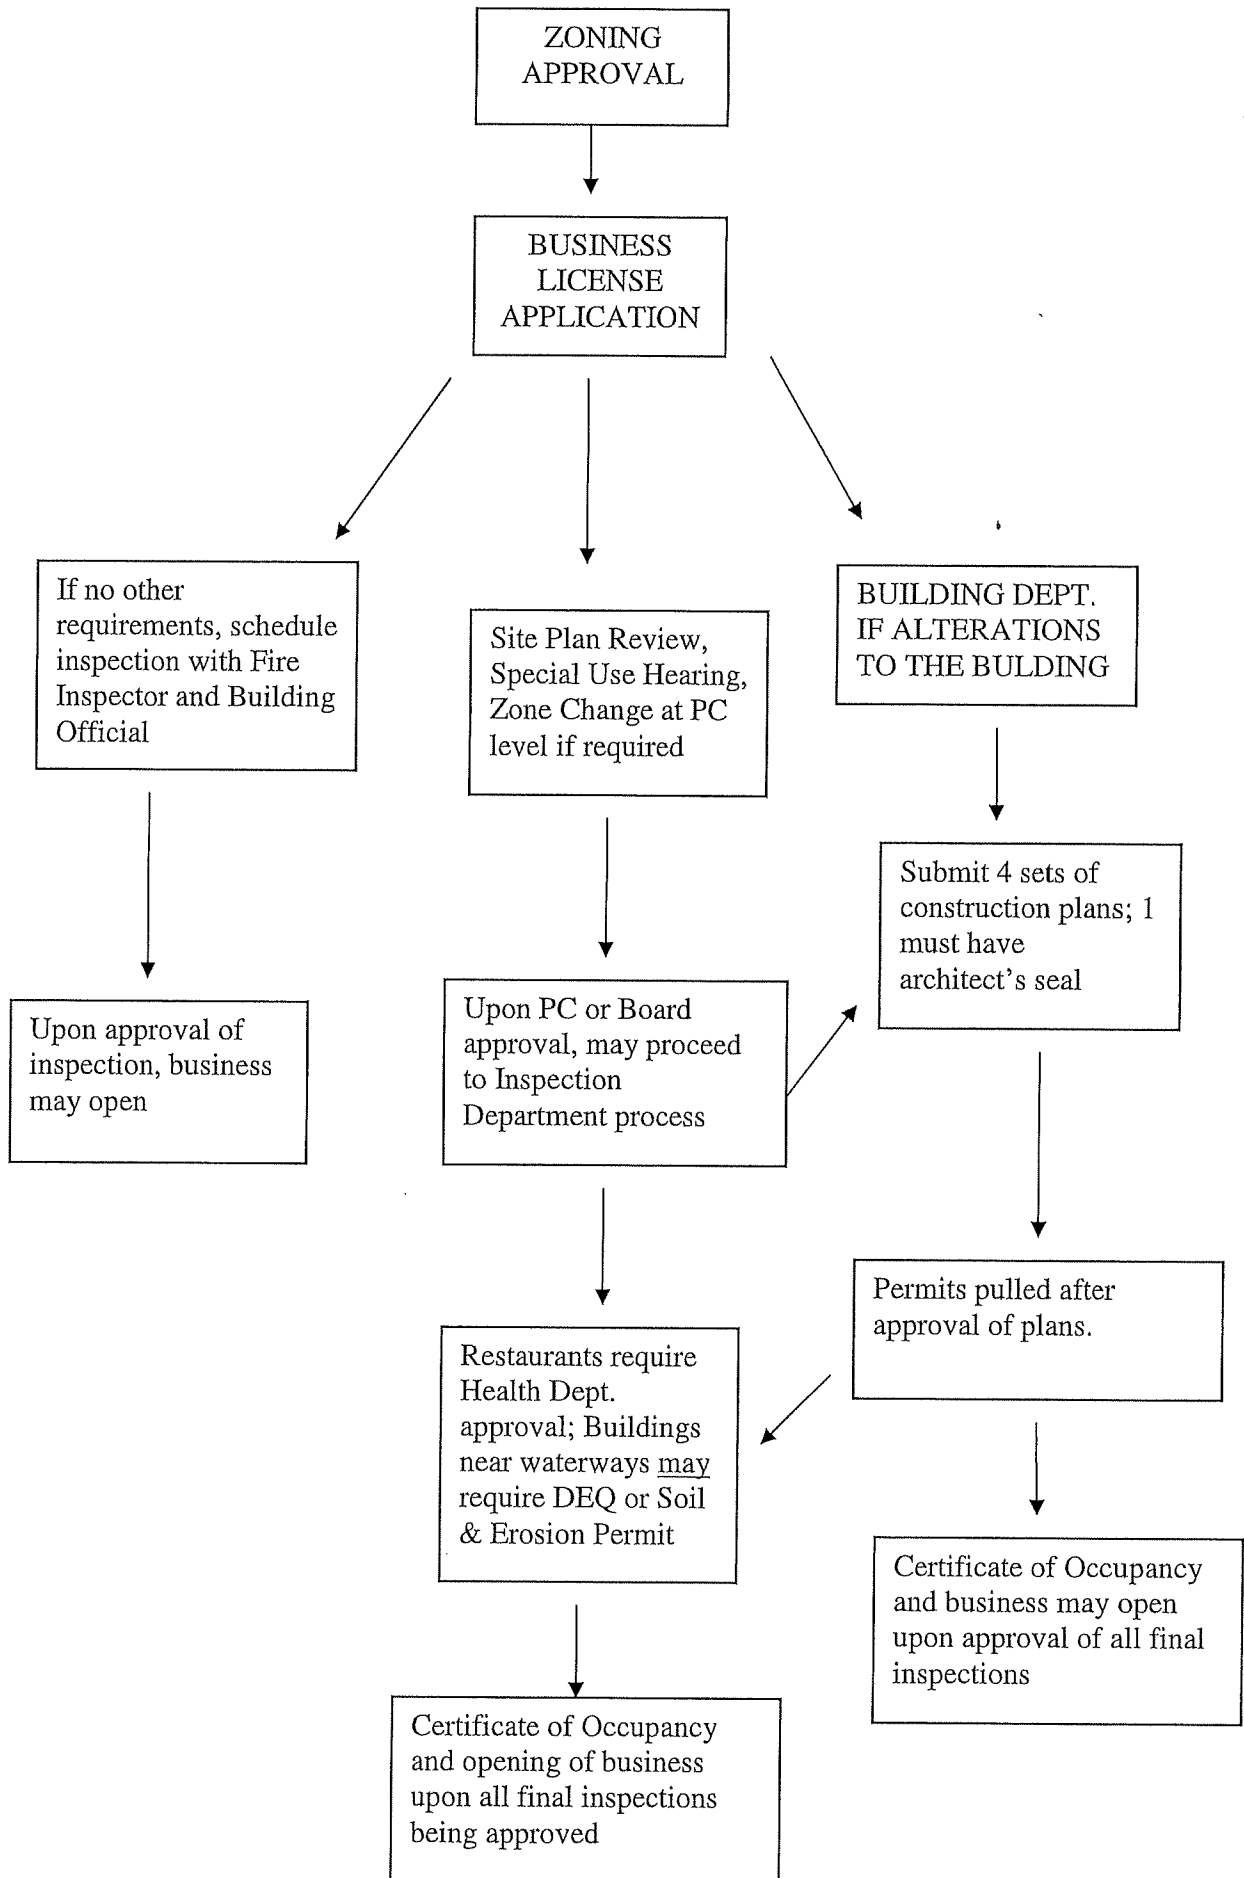 ZONING
APPROVAL
BUSINESS
LICENSE
APPLICATION
If no other
requirements, schedule
inspection with Fire
Inspector and Building
Official
Site Plan Review,
Special Use Hearing,
Zone Change at PC
level if required
BUILDING DEPT.
IF ALTERATIONS
TO THE BULDING
Submit 4 sets of
construction plans; 1
must have
architect's seal
Upon approval of
inspection, business
may open
Upon PC or Board
approval, may proceed
to Inspection
Department process
Permits pulled after
approval of plans.
Restaurants require
Health Dept.
approval; Buildings
near waterways may
require DEQ or Soil
& Erosion Permit
Certificate of Occupancy
and business may open
upon approval of all final
inspections
Certificate of Occupancy
and opening of business
upon all final inspections
being approved